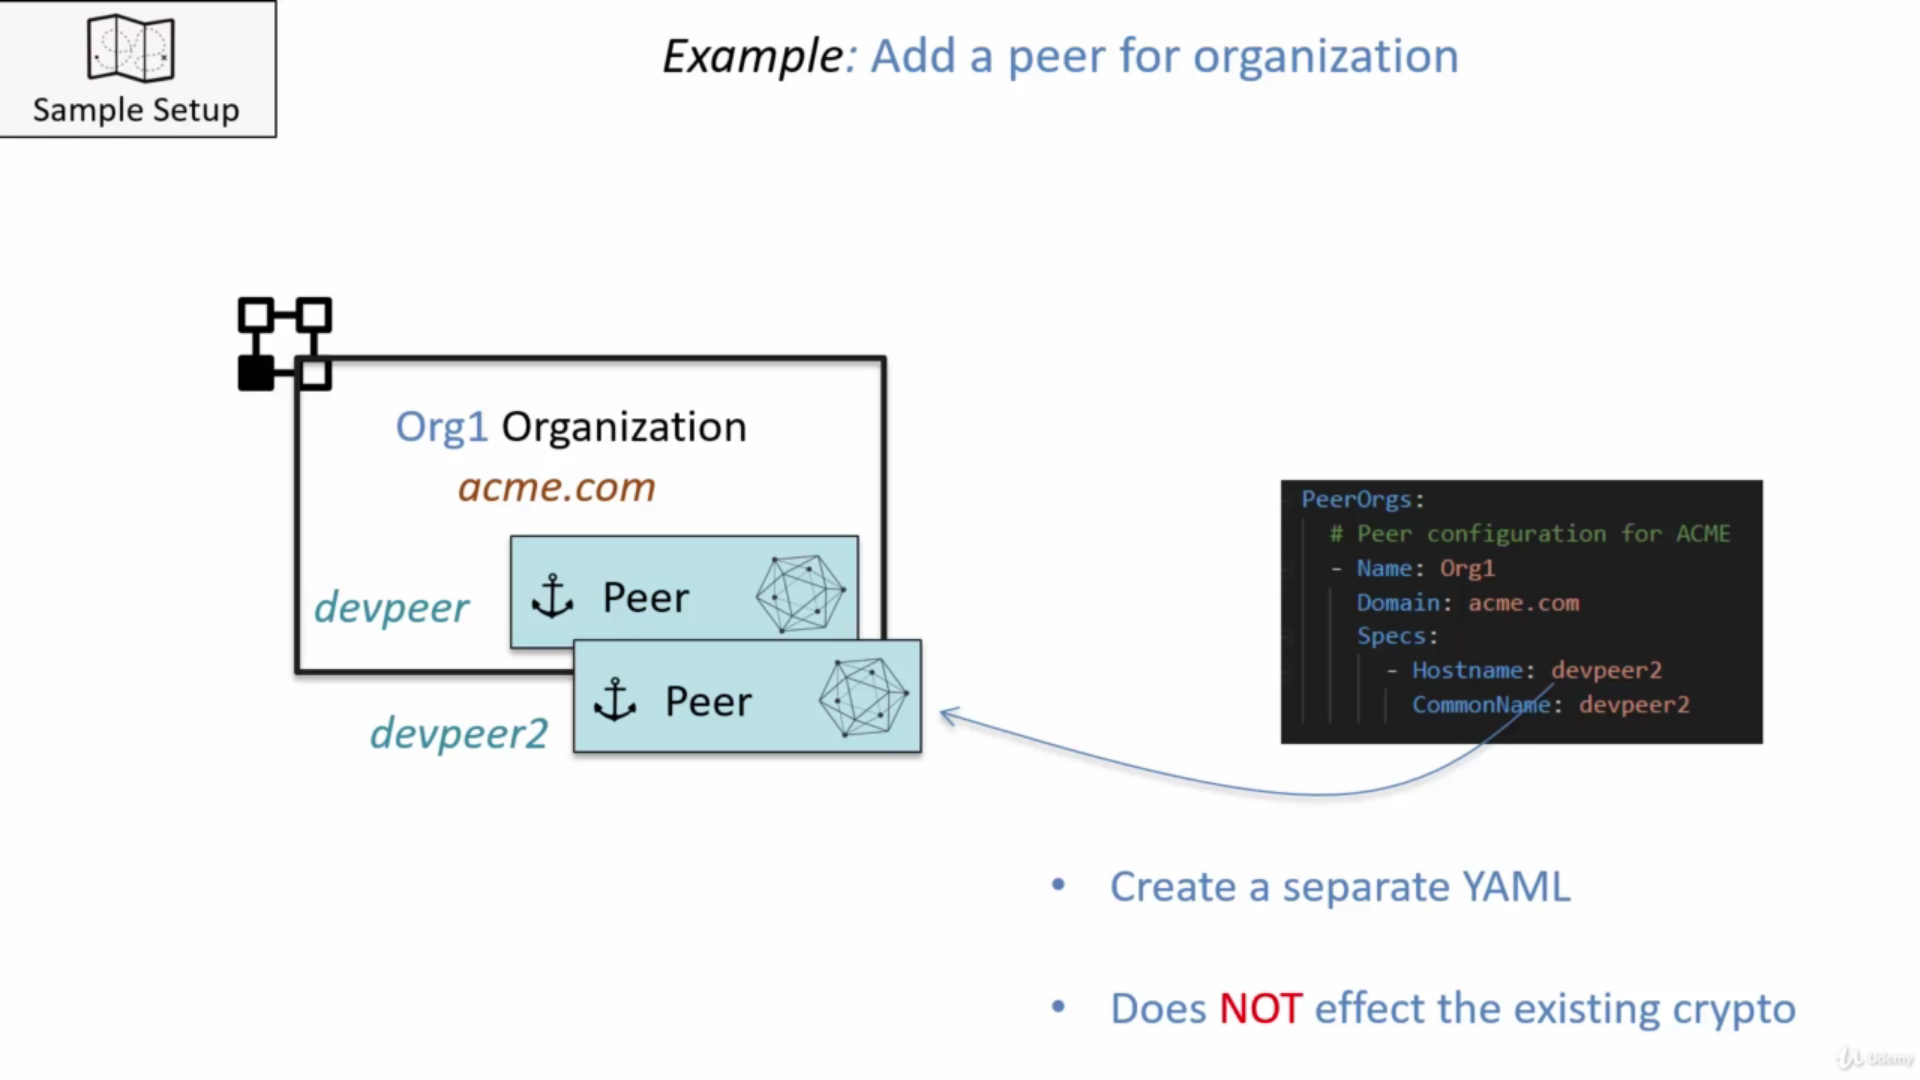 Sample Setup
Example: Add a peer for organization
Org1 Organization
acme.com
devpeer
Peer
devpeer2
Peer
PeerOrgs:
# Peer configuration for ACME
- Name: Org1
Domain: acme.com
Specs:
- Hostname: devpeer2
CommonName: devpeer2
• Create a separate YAML
• Does NOT effect the existing crypto
Udemy